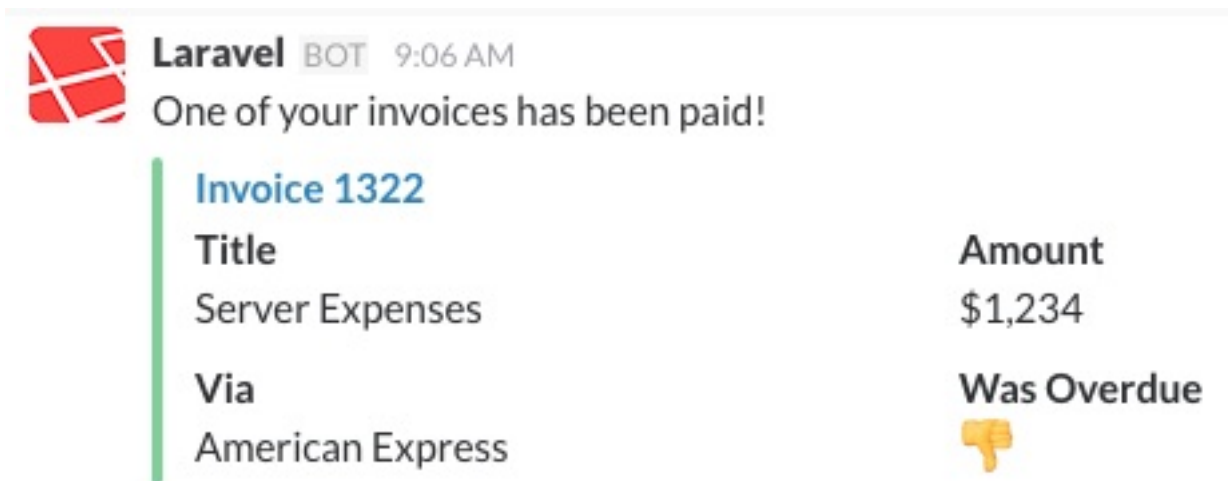 Laravel BOT 9:06 AM
One of your invoices has been paid!
Invoice 1322
Title Amount
Server Expenses $1,234
Via Was Overdue
American Express 👎